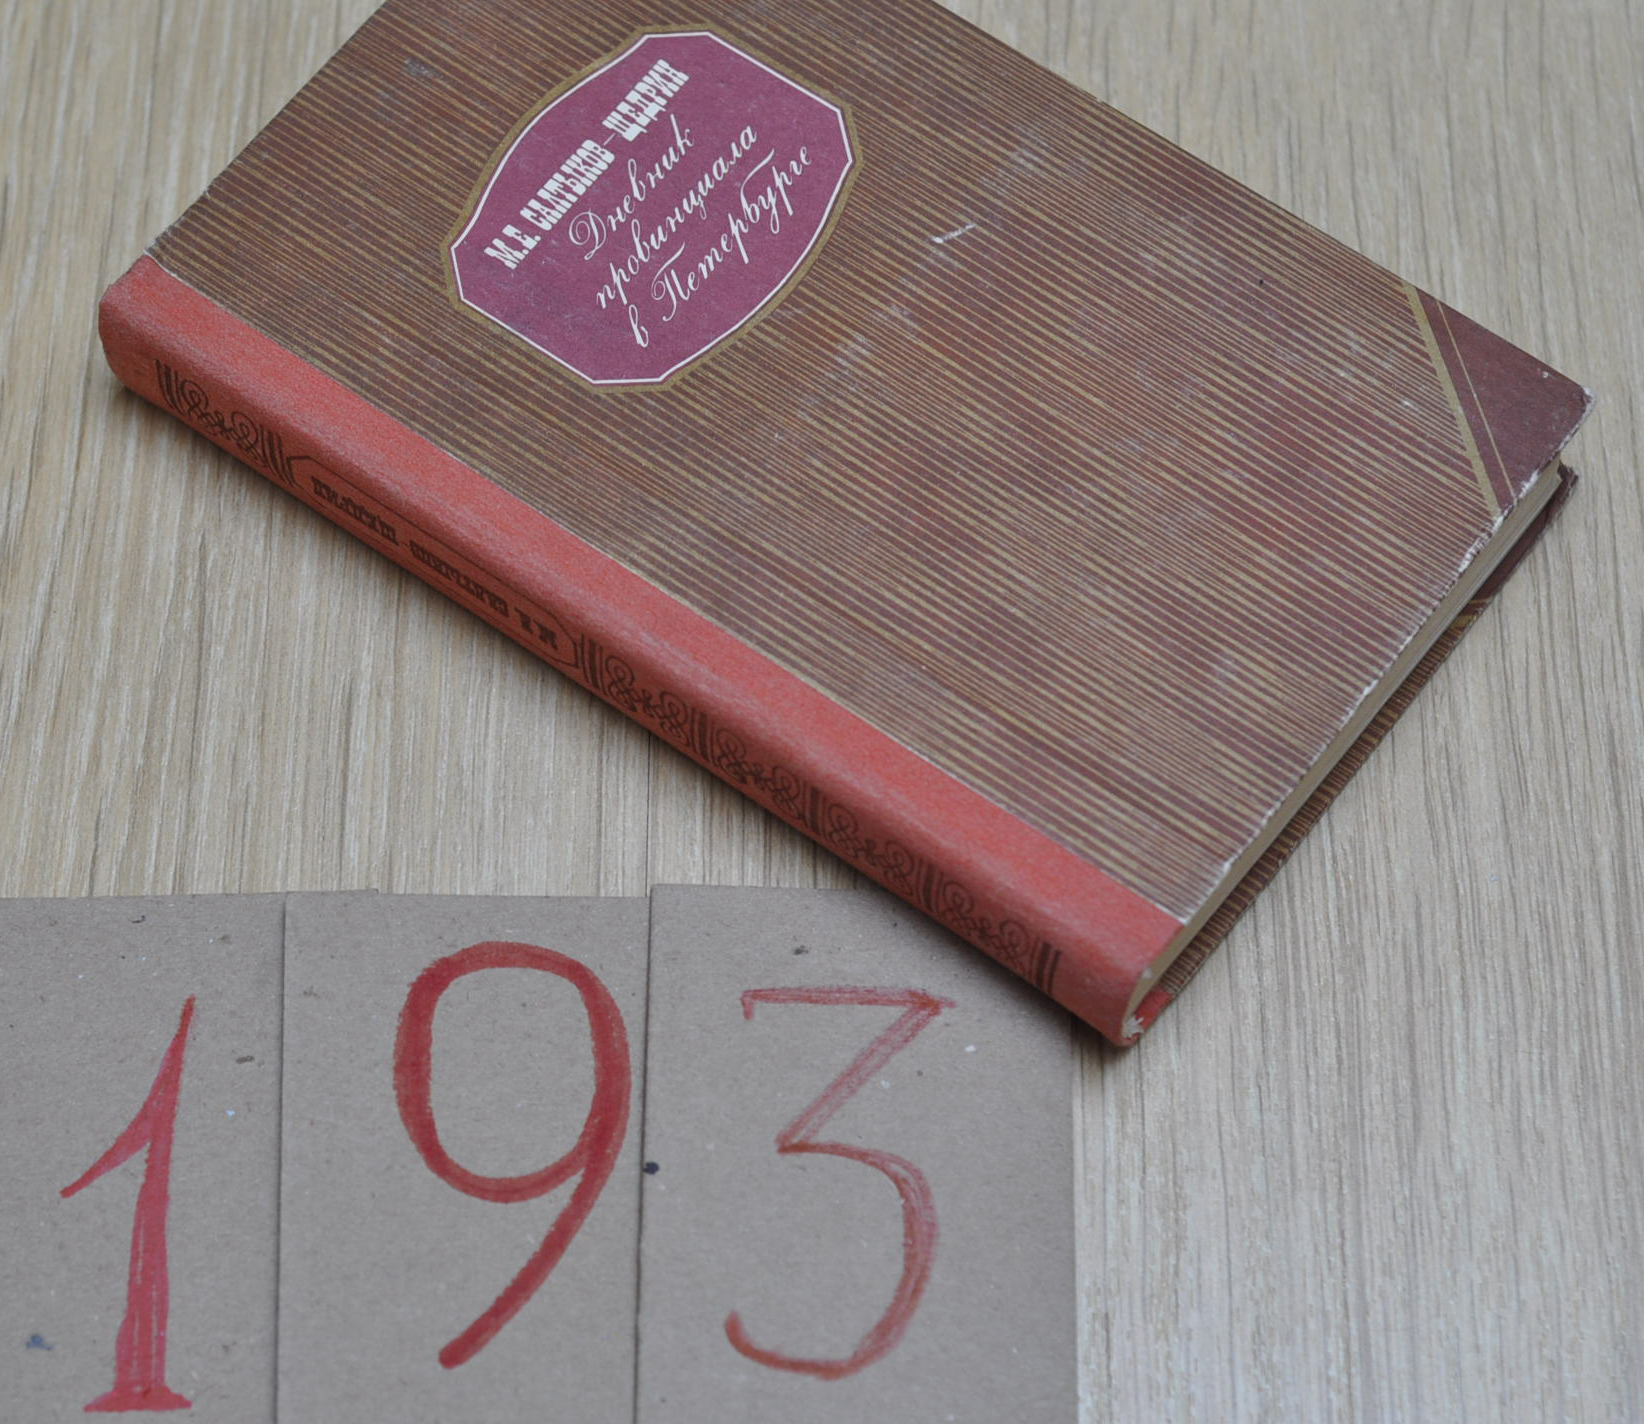 М.Е. САЛТЫКОВ-ЩЕДРИН
Дневник
провинциала
в Петербурге
М. Е. САЛТЫКОВ-ЩЕДРИН
193